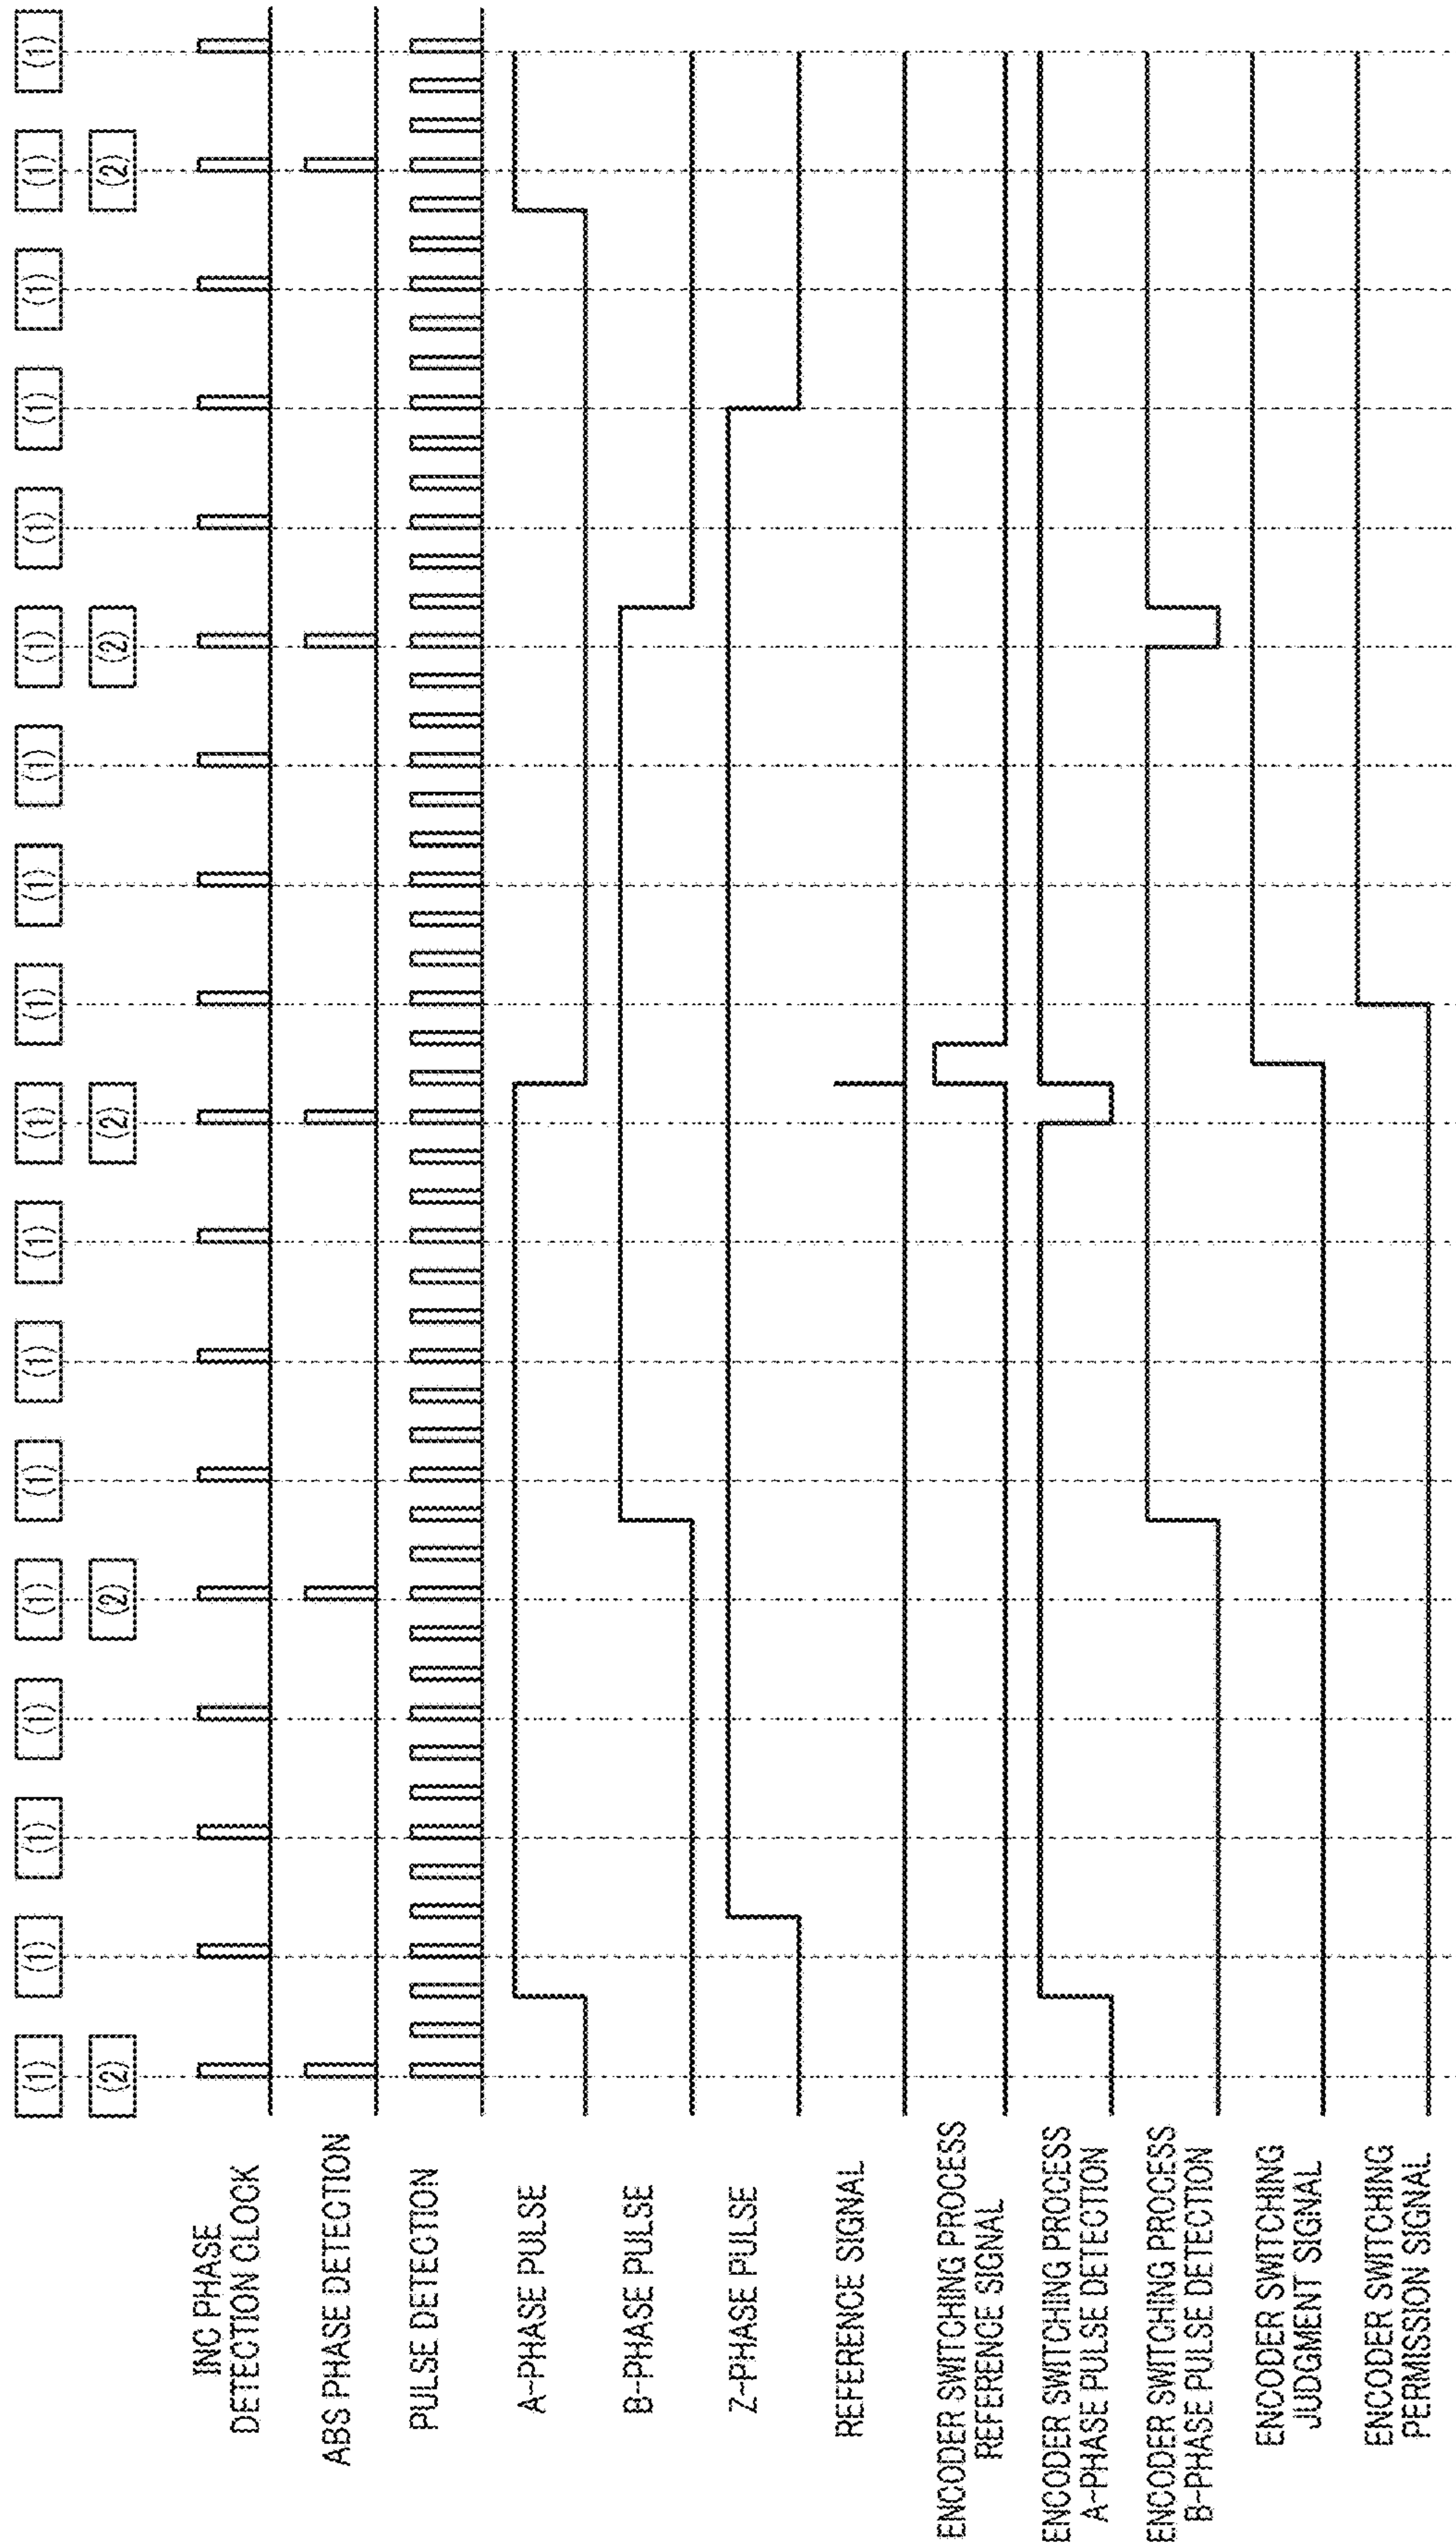 (1) (1) (1) (1) (1) (1) (1) (1) (1) (1) (1) (1) (1) (1) (1) (1) (1) (1)
(2) (2) (2) (2) (2)
INC PHASE
DETECTION CLOCK
ABS PHASE DETECTION
PULSE DETECTION
A-PHASE PULSE
B-PHASE PULSE
Z-PHASE PULSE
REFERENCE SIGNAL
ENCODER SWITCHING PROCESS
REFERENCE SIGNAL
ENCODER SWITCHING PROCESS
A-PHASE PULSE DETECTION
ENCODER SWITCHING PROCESS
B-PHASE PULSE DETECTION
ENCODER SWITCHING
JUDGMENT SIGNAL
ENCODER SWITCHING
PERMISSION SIGNAL